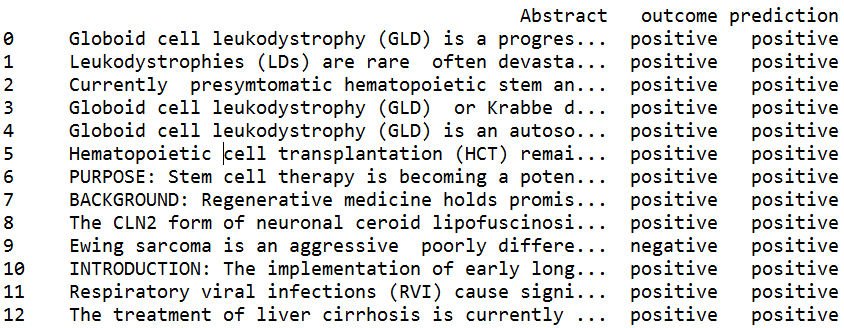 Abstract outcome prediction
0 Globoid cell leukodystrophy (GLD) is a progres... positive positive
1 Leukodystrophies (LDs) are rare often devasta... positive positive
2 Currently presymtomatic hematopoietic stem an... positive positive
3 Globoid cell leukodystrophy (GLD) or Krabbe d... positive positive
4 Globoid cell leukodystrophy (GLD) is an autoso... positive positive
5 Hematopoietic cell transplantation (HCT) remai... positive positive
6 PURPOSE: Stem cell therapy is becoming a poten... positive positive
7 BACKGROUND: Regenerative medicine holds promis... positive positive
8 The CLN2 form of neuronal ceroid lipofuscinosi... positive positive
9 Ewing sarcoma is an aggressive poorly differe... negative positive
10 INTRODUCTION: The implementation of early long... positive positive
11 Respiratory viral infections (RVI) cause signi... positive positive
12 The treatment of liver cirrhosis is currently ... positive positive